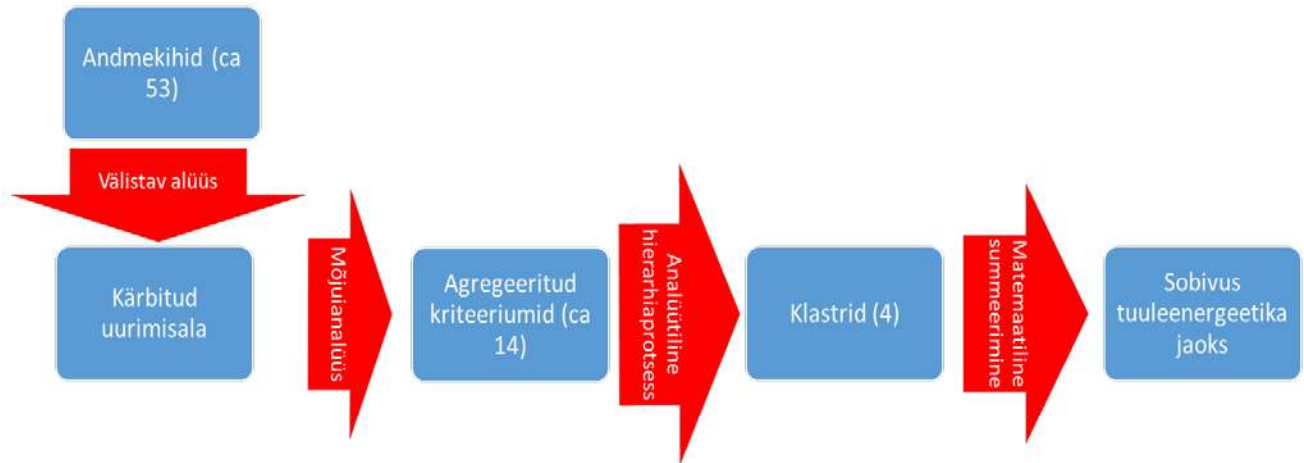 Andmekihid (ca
53)
Välistav alüüs
Kärbitud
uurimisala
Mõjuianalüüs
Agregeeritud
kriteeriumid (ca
14)
Analüütiline
hierarhiaprotsess
Klastrid (4)
Matemaatiline
summeerimine
Sobivus
tuuleenergeetika
jaoks